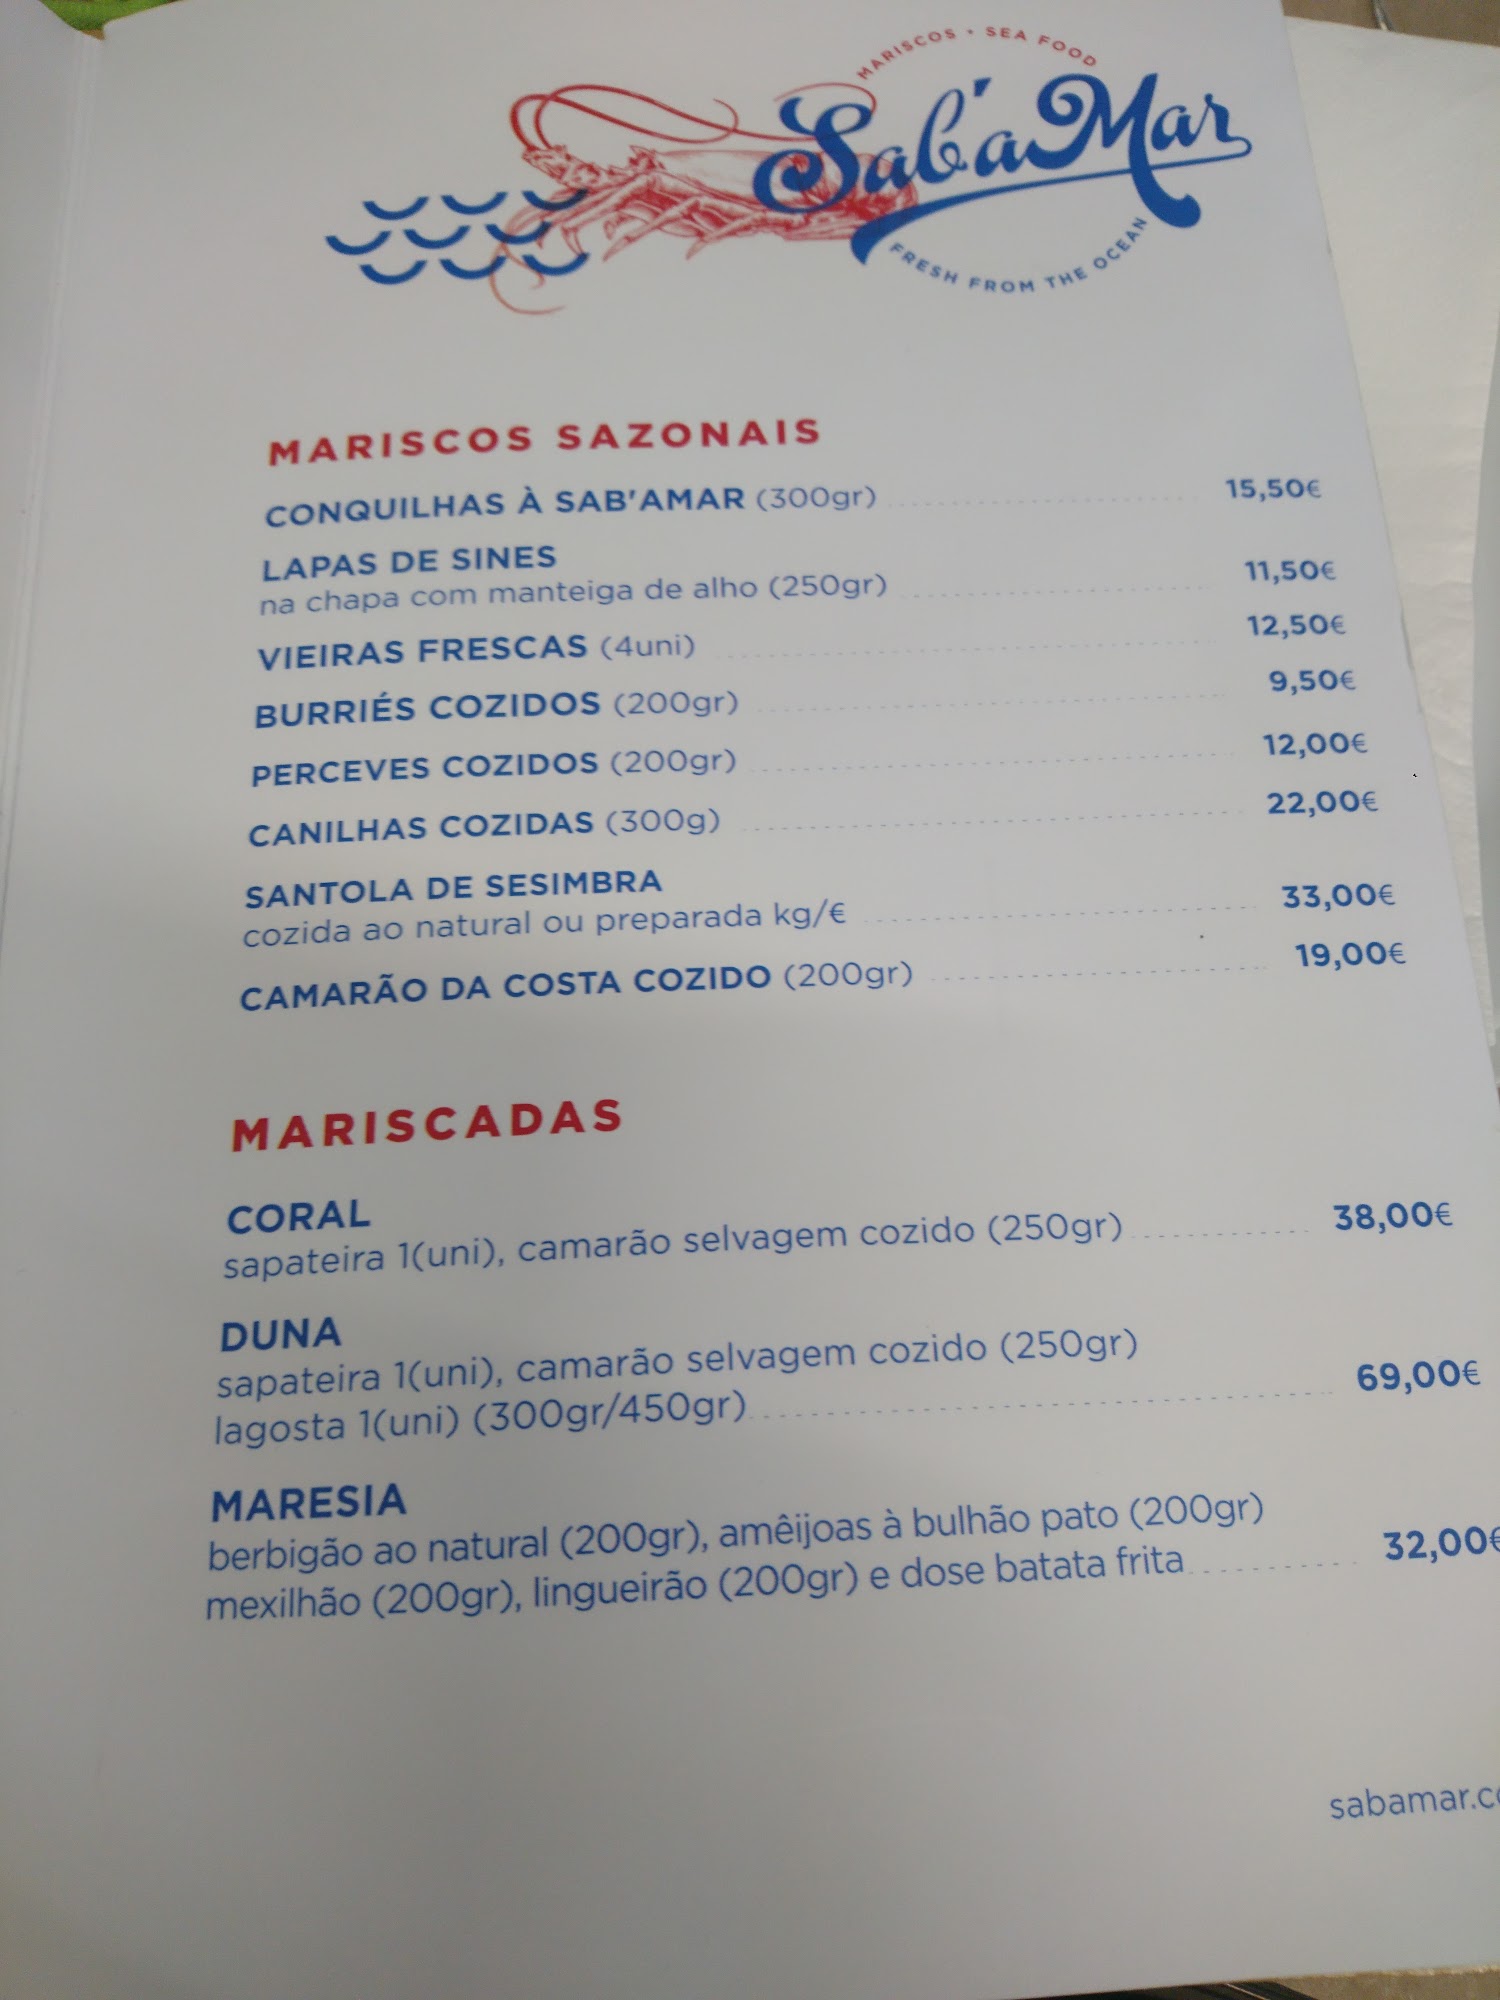 MARISCOS • SEA FOOD
Sab'a Mar
FRESH FROM THE OCEAN
MARISCOS SAZONAIS
CONQUILHAS À SAB'AMAR (300gr) 15,50€
LAPAS DE SINES
na chapa com manteiga de alho (250gr) 11,50€
VIEIRAS FRESCAS (4uni) 12,50€
BURRIÉS COZIDOS (200gr) 9,50€
PERCEVES COZIDOS (200gr) 12,00€
CANILHAS COZIDAS (300g) 22,00€
SANTOLA DE SESIMBRA
cozida ao natural ou preparada kg/€ 33,00€
CAMARÃO DA COSTA COZIDO (200gr) 19,00€
MARISCADAS
CORAL
sapateira 1(uni), camarão selvagem cozido (250gr) 38,00€
DUNA
sapateira 1(uni), camarão selvagem cozido (250gr)
lagosta 1(uni) (300gr/450gr) 69,00€
MARESIA
berbigão ao natural (200gr), amêijoas à bulhão pato (200gr)
mexilhão (200gr), lingueirão (200gr) e dose batata frita 32,00€
sabamar.c